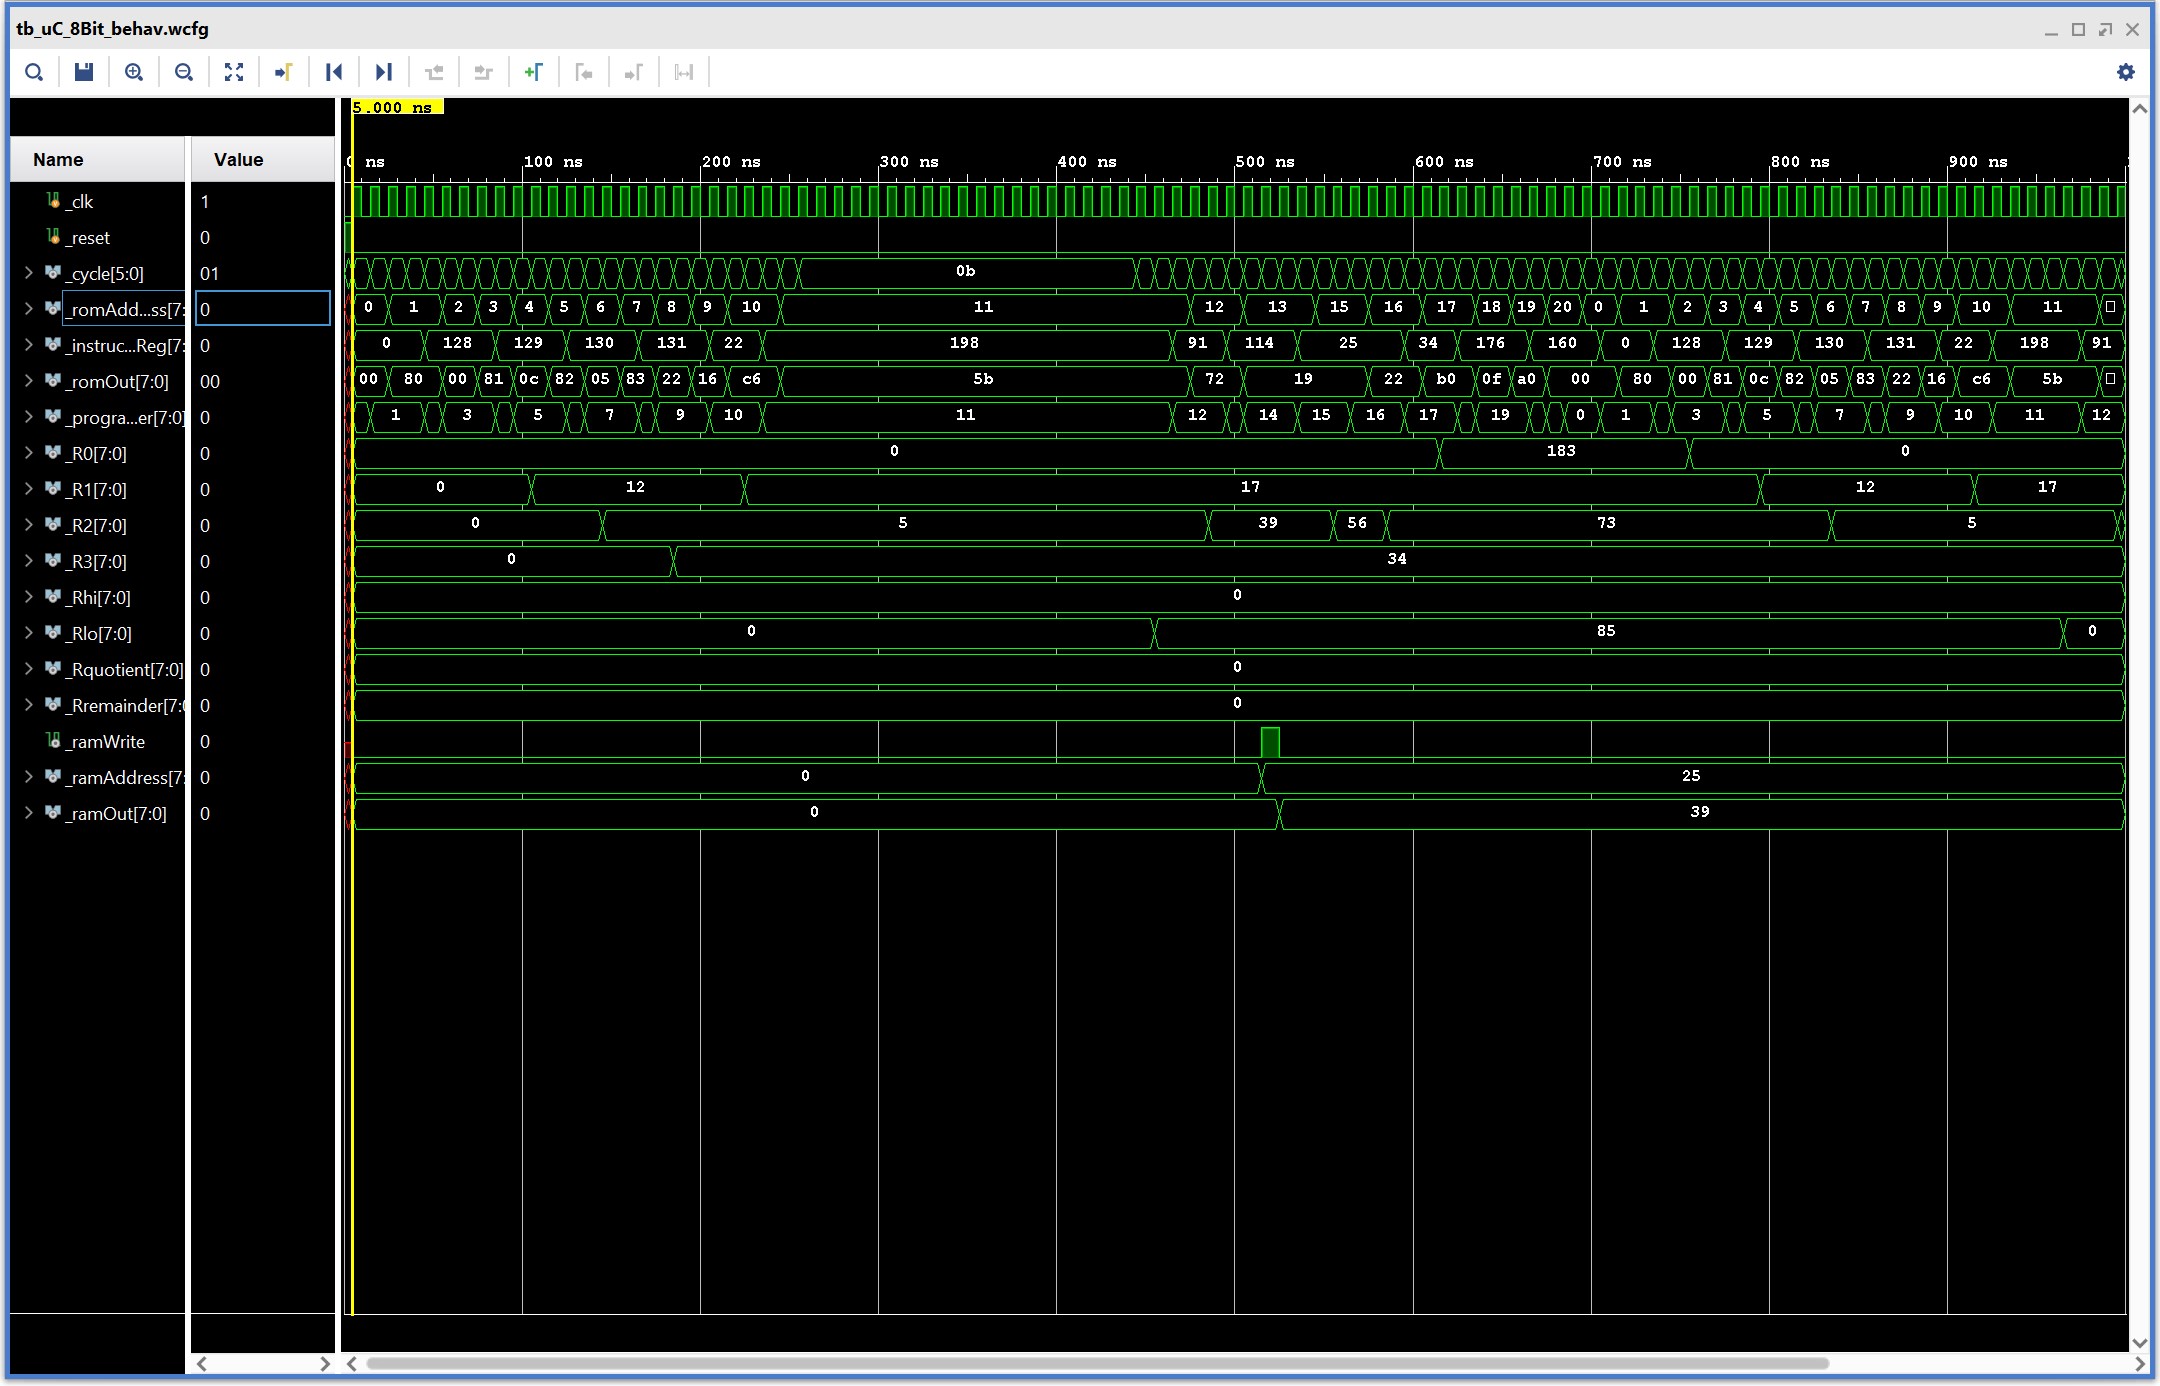 tb_uC_8Bit_behav.wcfg
5.000 ns
Name Value
0 ns 100 ns 200 ns 300 ns 400 ns 500 ns 600 ns 700 ns 800 ns 900 ns
_clk 1
_reset 0
_cycle[5:0] 01 0b
_romAdd...ss[7: 0 0 1 2 3 4 5 6 7 8 9 10 11 12 13 15 16 17 18 19 20 0 1 2 3 4 5 6 7 8 9 10 11
_instruc...Reg[7: 0 0 128 129 130 131 22 198 91 114 25 34 176 160 0 128 129 130 131 22 198 91
_romOut[7:0] 00 00 80 00 81 0c 82 05 83 22 16 c6 5b 72 19 22 b0 0f a0 00 80 00 81 0c 82 05 83 22 16 c6 5b
_progra...er[7:0] 0 1 3 5 7 9 10 11 12 14 15 16 17 19 0 1 3 5 7 9 10 11 12
_R0[7:0] 0 0 183 0
_R1[7:0] 0 0 12 17 12 17
_R2[7:0] 0 0 5 39 56 73 5
_R3[7:0] 0 0 34
_Rhi[7:0] 0 0
_Rlo[7:0] 0 0 85 0
_Rquotient[7:0] 0 0
_Rremainder[7:0 0 0
_ramWrite 0
_ramAddress[7: 0 0 25
_ramOut[7:0] 0 0 39